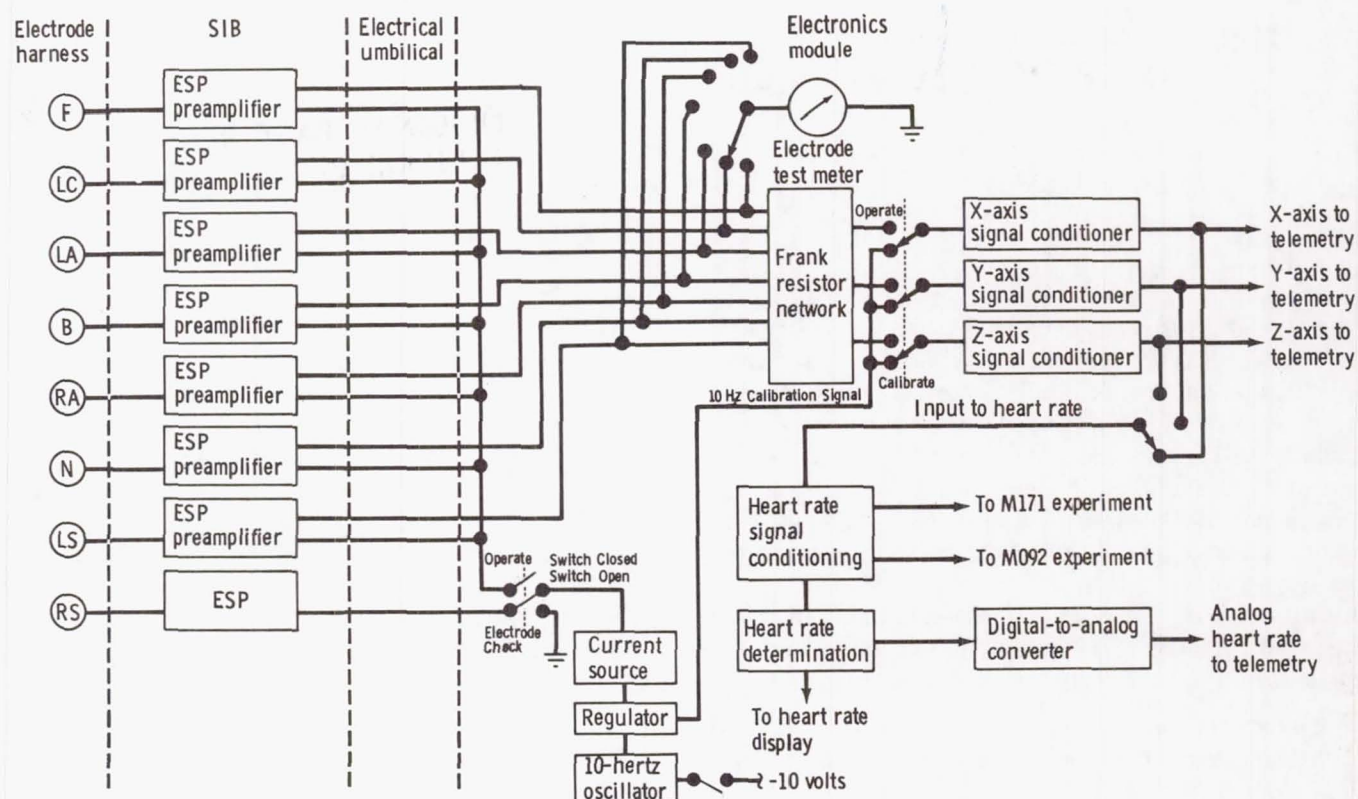 Electrode
harness
SIB
Electrical
umbilical
Electronics
module
F
ESP
preamplifier
LC
ESP
preamplifier
LA
ESP
preamplifier
B
ESP
preamplifier
RA
ESP
preamplifier
N
ESP
preamplifier
LS
ESP
preamplifier
RS
ESP
Electrode
test meter
Frank
resistor
network
Operate
Calibrate
10 Hz Calibration Signal
X-axis
signal conditioner
Y-axis
signal conditioner
Z-axis
signal conditioner
X-axis to
telemetry
Y-axis to
telemetry
Z-axis to
telemetry
Input to heart rate
Heart rate
signal
conditioning
To M171 experiment
To M092 experiment
Heart rate
determination
Digital-to-analog
converter
Analog
heart rate
to telemetry
To heart rate
display
Operate
Switch Closed
Switch Open
Electrode
Check
Current
source
Regulator
10-hertz
oscillator
-10 volts